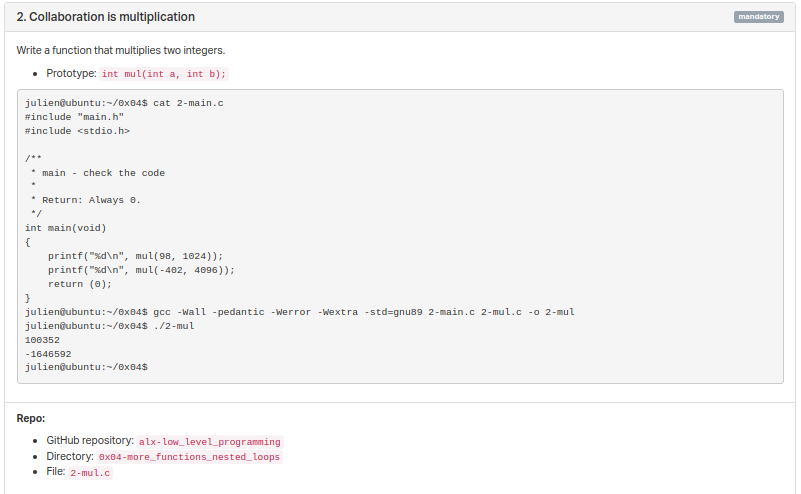 2. Collaboration is multiplication
mandatory
Write a function that multiplies two integers.
Prototype: int mul(int a, int b);
julien@ubuntu:~/0x04$ cat 2-main.c
#include "main.h"
#include <stdio.h>
/**
 * main - check the code
 *
 * Return: Always 0.
 */
int main(void)
{
    printf("%d\n", mul(98, 1024));
    printf("%d\n", mul(-402, 4096));
    return (0);
}
julien@ubuntu:~/0x04$ gcc -Wall -pedantic -Werror -Wextra -std=gnu89 2-main.c 2-mul.c -o 2-mul
julien@ubuntu:~/0x04$ ./2-mul
100352
-1646592
julien@ubuntu:~/0x04$
Repo:
GitHub repository: alx-low_level_programming
Directory: 0x04-more_functions_nested_loops
File: 2-mul.c